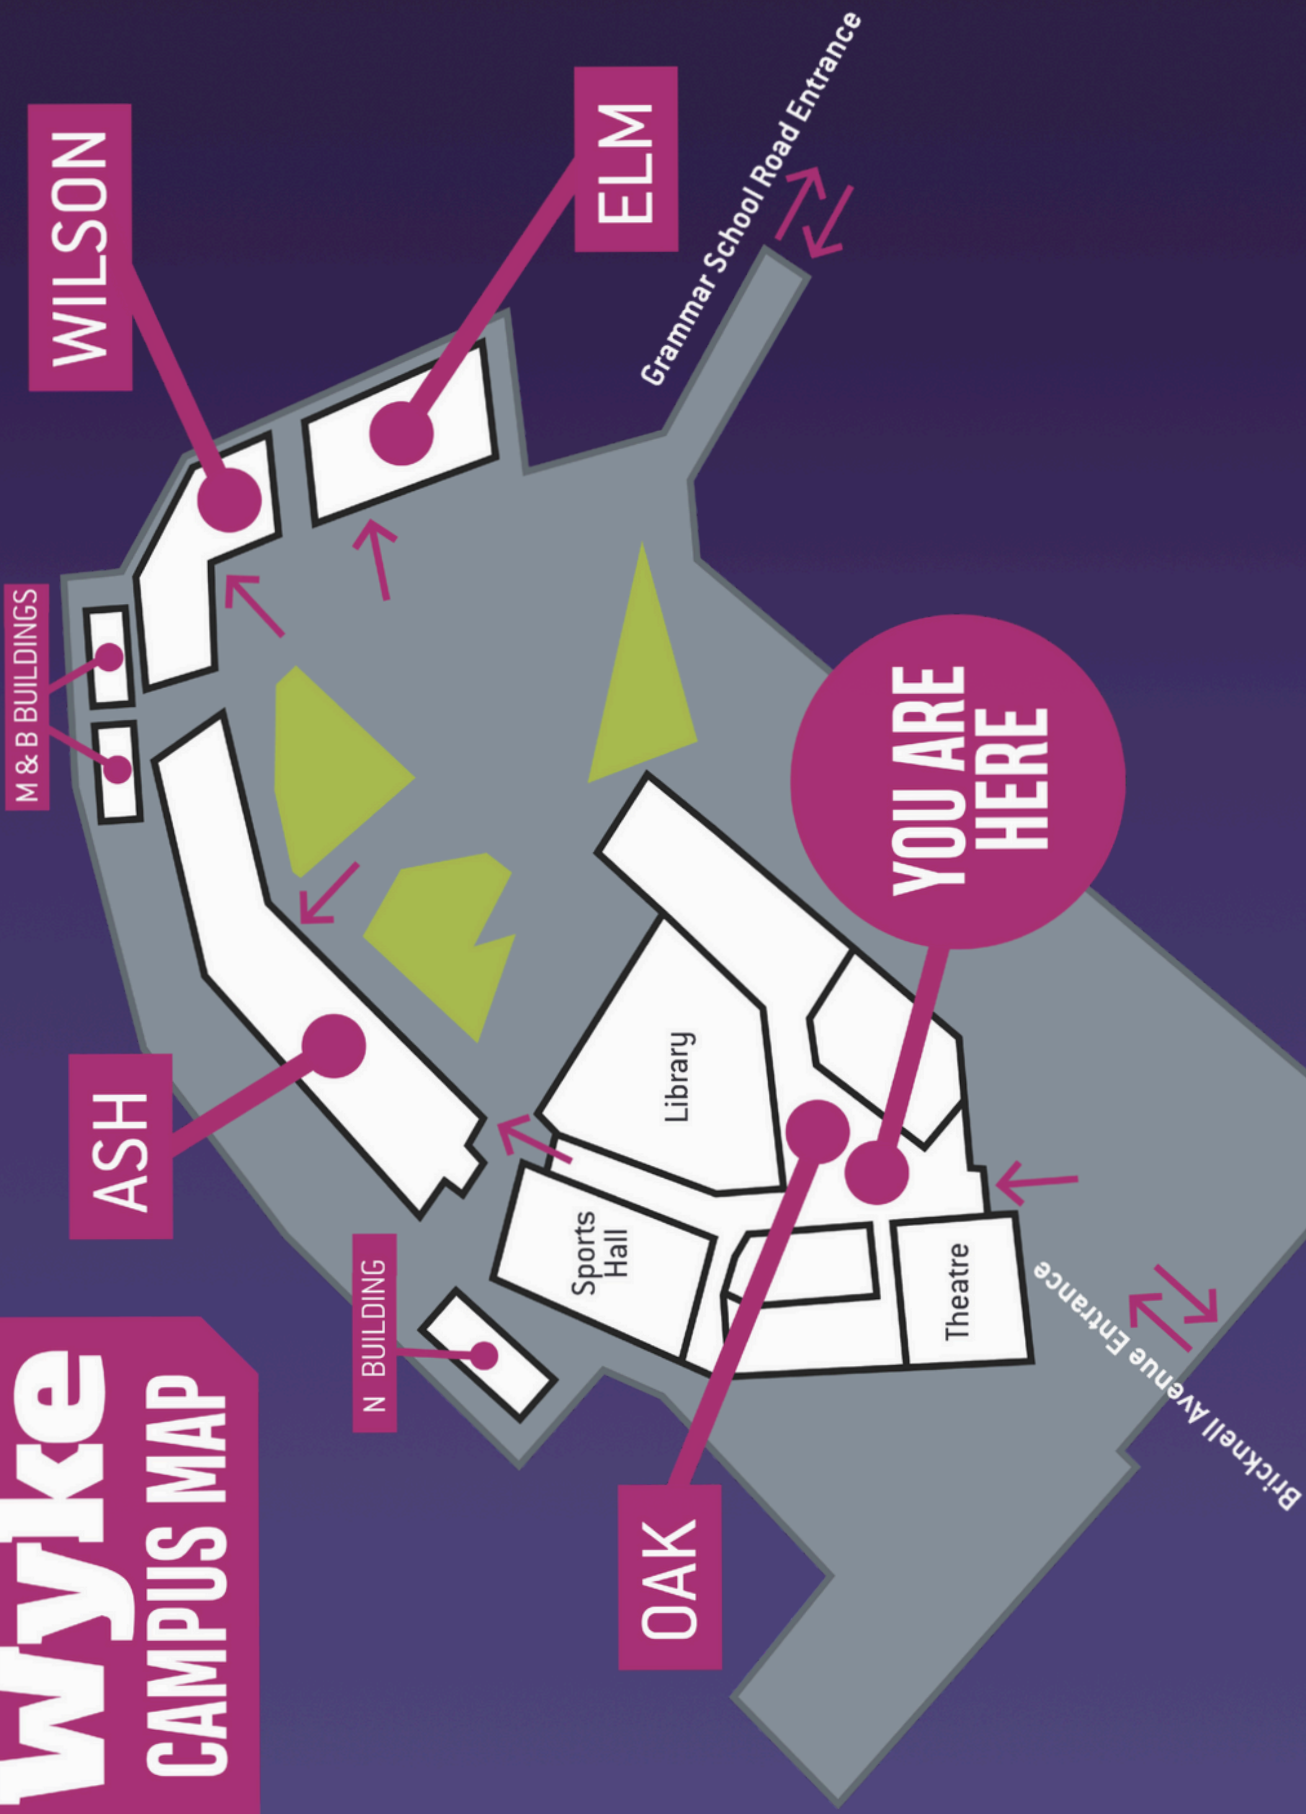 Wyke
CAMPUS MAP
ASH
M & B BUILDINGS
WILSON
N BUILDING
ELM
OAK
Sports
Hall
Library
Theatre
YOU ARE
HERE
Grammar School Road Entrance
Bricknell Avenue Entrance